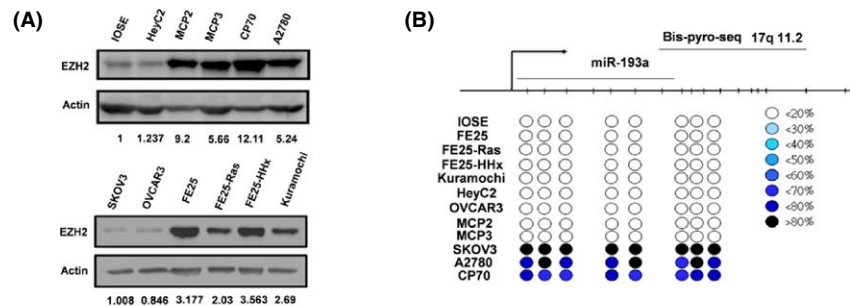 (A)
IOSE HeyC2 MCP2 MCP3 CP70 A2780
EZH2
Actin
1 1.237 9.2 5.66 12.11 5.24
SKOV3 OVCAR3 FE25 FE25-Ras FE25-HHx Kuramochi
EZH2
Actin
1.008 0.846 3.177 2.03 3.563 2.69
(B)
Bis-pyro-seq 17q 11.2
miR-193a
IOSE
FE25
FE25-Ras
FE25-HHx
Kuramochi
HeyC2
OVCAR3
MCP2
MCP3
SKOV3
A2780
CP70
<20%
<30%
<40%
<50%
<60%
<70%
<80%
>80%